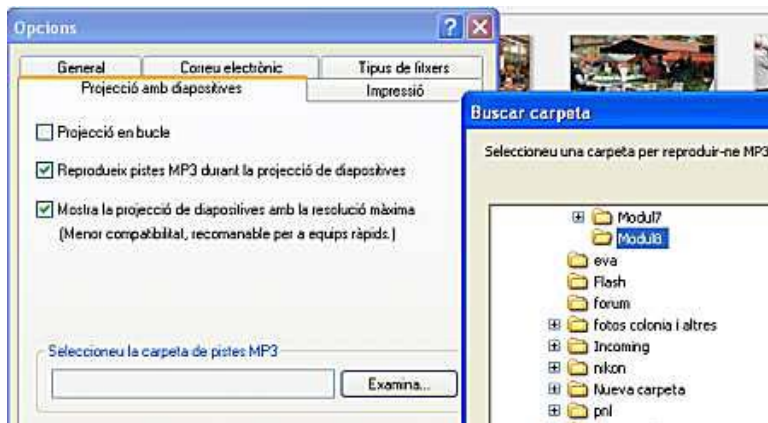 Opcions
General
Correu electrònic
Tipus de fitxers
Projecció amb diapositives
Impressió
Projecció en bucle
Reprodueix pistes MP3 durant la projecció de diapositives
Mostra la projecció de diapositives amb la resolució màxima
(Menor compatibilitat, recomanable per a equips ràpids.)
Seleccioneu la carpeta de pistes MP3
Examina...
Buscar carpeta
Seleccioneu una carpeta per reproduir-ne MP3
Modul7
Modul8
eva
Flash
forum
fotos colonia i altres
Incoming
nikon
Nueva carpeta
pnl